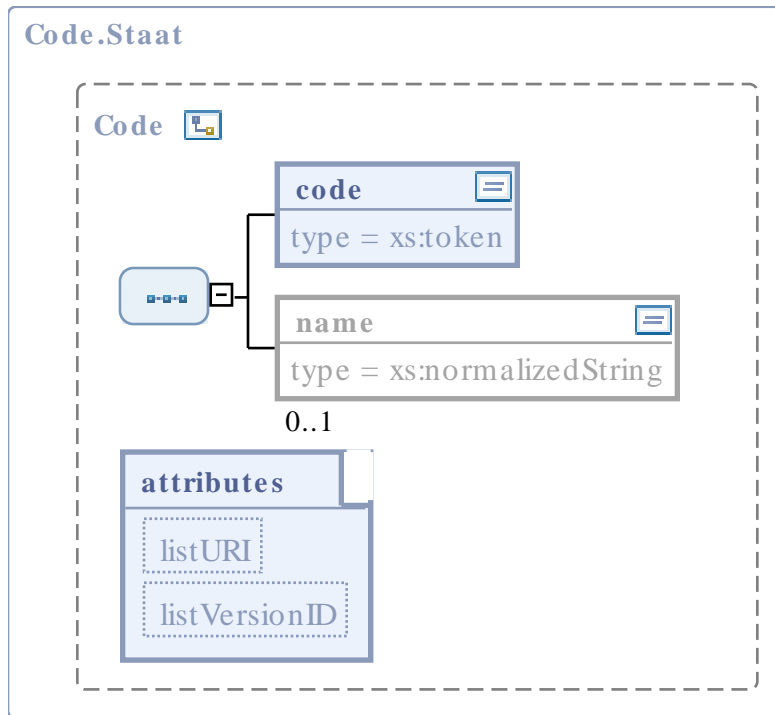 Code.Staat
Code
code
type = xs:token
name
type = xs:normalizedString
0..1
attributes
listURI
listVersionID